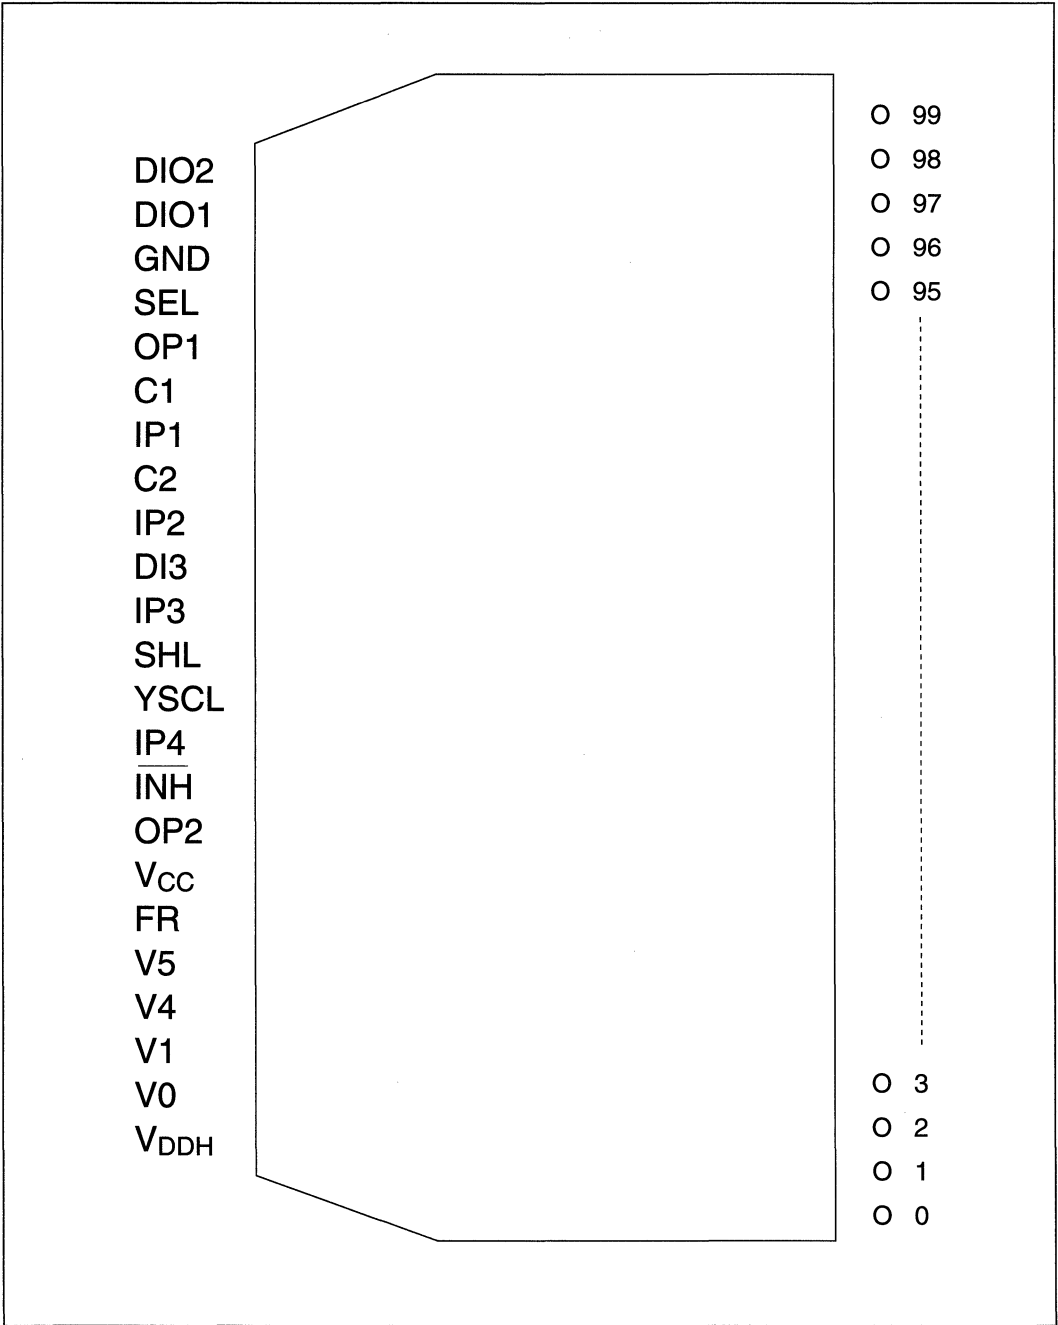 DIO2
DIO1
GND
SEL
OP1
C1
IP1
C2
IP2
DI3
IP3
SHL
YSCL
IP4
INH
OP2
VCC
FR
V5
V4
V1
V0
VDDH
O 99
O 98
O 97
O 96
O 95
O 3
O 2
O 1
O 0